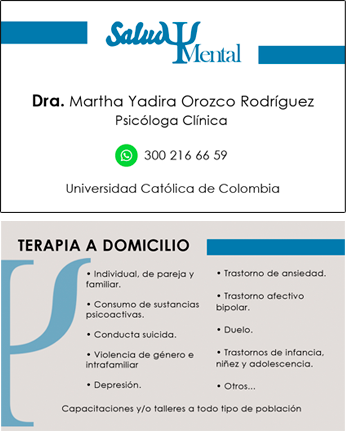 Salud Ψ Mental
Dra. Martha Yadira Orozco Rodríguez
Psicóloga Clínica
300 216 66 59
Universidad Católica de Colombia
TERAPIA A DOMICILIO
• Individual, de pareja y
familiar.
• Consumo de sustancias
psicoactivas.
• Conducta suicida.
• Violencia de género e
intrafamiliar
• Depresión.
• Trastorno de ansiedad.
• Trastorno afectivo
bipolar.
• Duelo.
• Trastornos de infancia,
niñez y adolescencia.
• Otros...
Capacitaciones y/o talleres a todo tipo de población